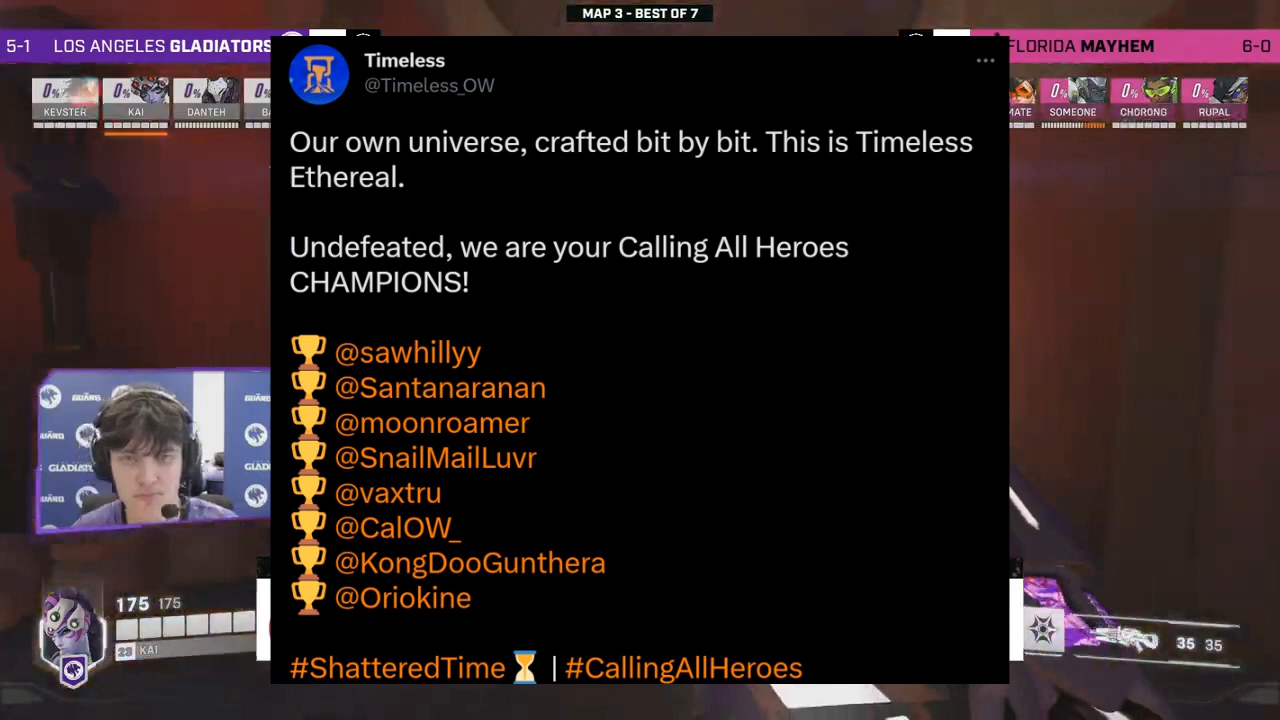 MAP 3 - BEST OF 7
5-1 LOS ANGELES GLADIATORS
FLORIDA MAYHEM 6-0
0% 0% 0% 0%
KEVSTER KAI DANTEH
0% 0% 0%
SOMEONE CHORONG RUPAL
Timeless
@Timeless_OW
Our own universe, crafted bit by bit. This is Timeless
Ethereal.
Undefeated, we are your Calling All Heroes
CHAMPIONS!
@sawhillyy
@Santanaranan
@moonroamer
@SnailMailLuvr
@vaxtru
@CalOW_
@KongDooGunthera
@Oriokine
#ShatteredTime | #CallingAllHeroes
175 175
23 KAI
35 35